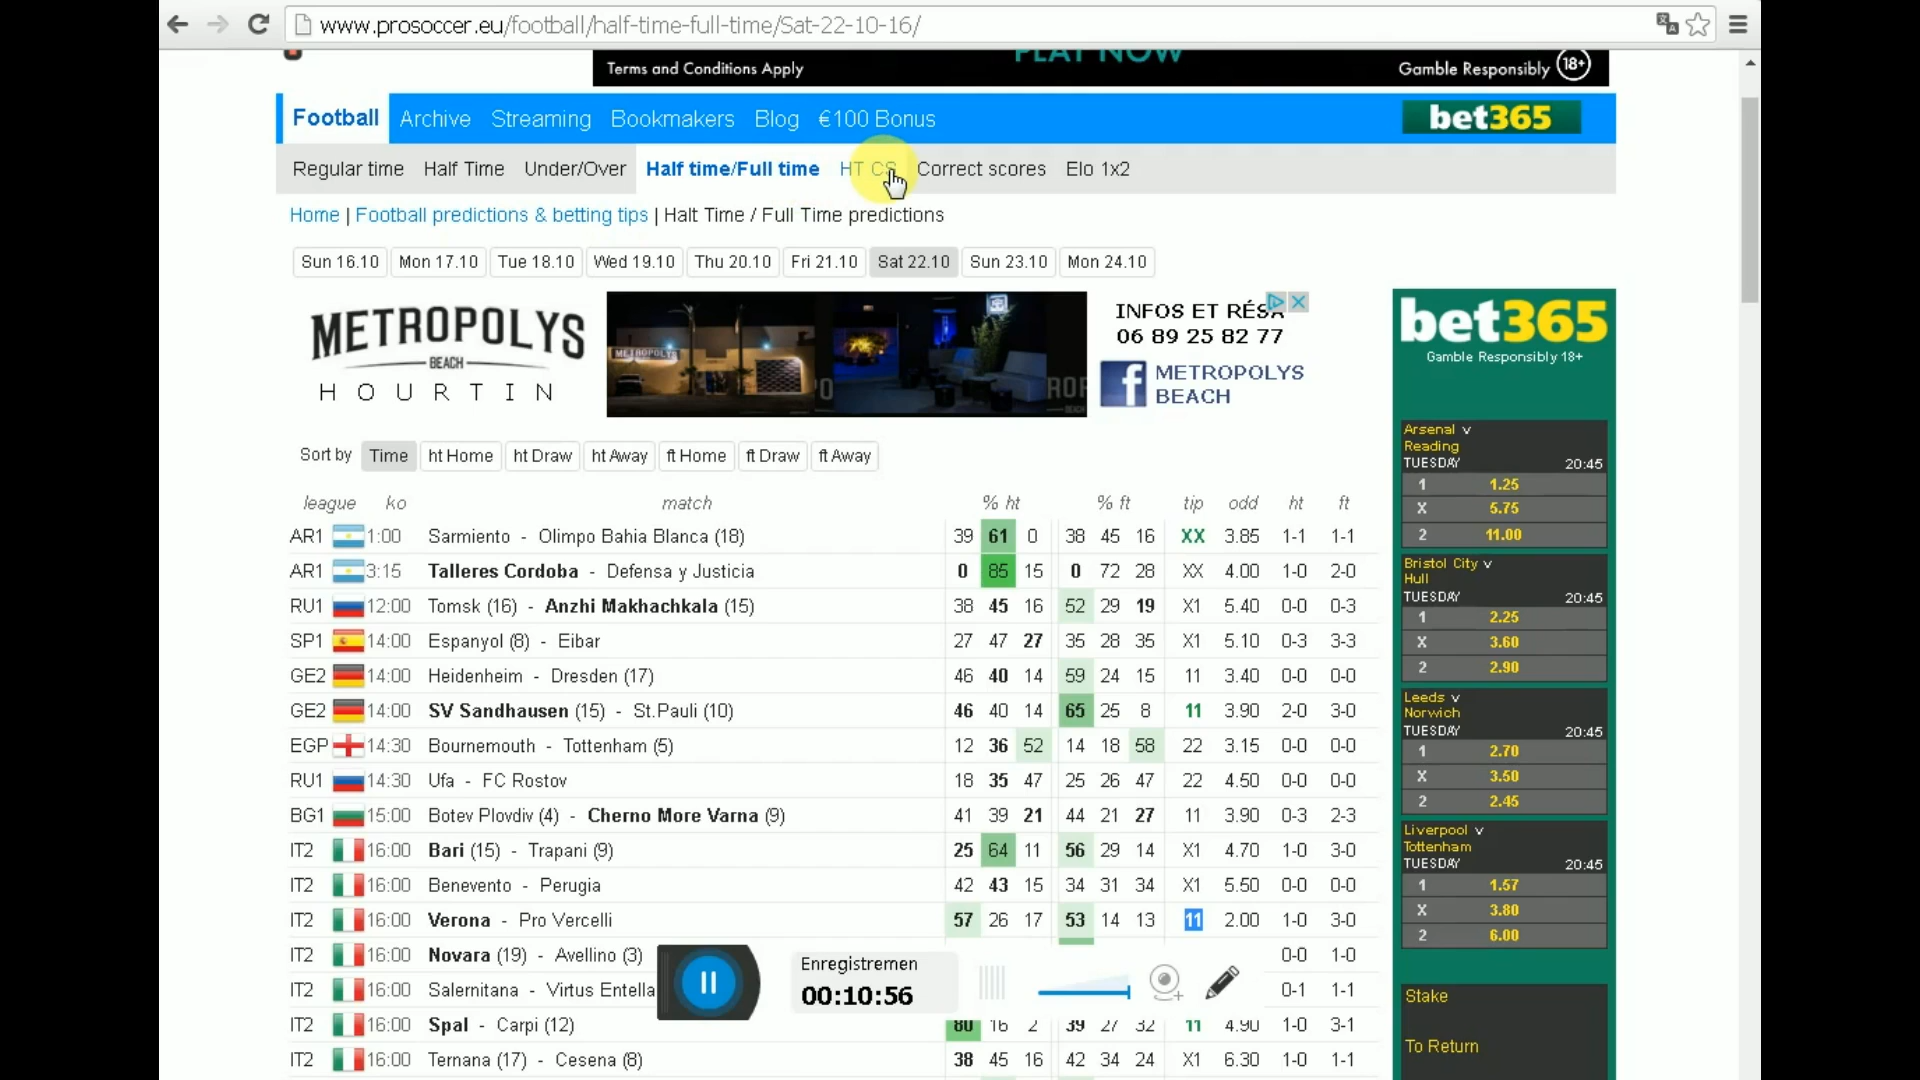 www.prosoccer.eu/football/half-time-full-time/Sat-22-10-16/
PLAY NOW
Terms and Conditions Apply Gamble Responsibly 18+
Football Archive Streaming Bookmakers Blog €100 Bonus bet365
Regular time Half Time Under/Over Half time/Full time HT CS Correct scores Elo 1x2
Home | Football predictions & betting tips | Half Time / Full Time predictions
Sun 16.10 Mon 17.10 Tue 18.10 Wed 19.10 Thu 20.10 Fri 21.10 Sat 22.10 Sun 23.10 Mon 24.10
METROPOLYS
BEACH
HOURTIN
METROPOLYS
INFOS ET RÉSA
06 89 25 82 77
METROPOLYS
BEACH
Sort by Time ht Home ht Draw ht Away ft Home ft Draw ft Away
league ko match % ht % ft tip odd ht ft
AR1 1:00 Sarmiento - Olimpo Bahia Blanca (18) 39 61 0 38 45 16 XX 3.85 1-1 1-1
AR1 3:15 Talleres Cordoba - Defensa y Justicia 0 85 15 0 72 28 XX 4.00 1-0 2-0
RU1 12:00 Tomsk (16) - Anzhi Makhachkala (15) 38 45 16 52 29 19 X1 5.40 0-0 0-3
SP1 14:00 Espanyol (8) - Eibar 27 47 27 35 28 35 X1 5.10 0-3 3-3
GE2 14:00 Heidenheim - Dresden (17) 46 40 14 59 24 15 11 3.40 0-0 0-0
GE2 14:00 SV Sandhausen (15) - St.Pauli (10) 46 40 14 65 25 8 11 3.90 2-0 3-0
EGP 14:30 Bournemouth - Tottenham (5) 12 36 52 14 18 58 22 3.15 0-0 0-0
RU1 14:30 Ufa - FC Rostov 18 35 47 25 26 47 22 4.50 0-0 0-0
BG1 15:00 Botev Plovdiv (4) - Cherno More Varna (9) 41 39 21 44 21 27 11 3.90 0-3 2-3
IT2 16:00 Bari (15) - Trapani (9) 25 64 11 56 29 14 X1 4.70 1-0 3-0
IT2 16:00 Benevento - Perugia 42 43 15 34 31 34 X1 5.50 0-0 0-0
IT2 16:00 Verona - Pro Vercelli 57 26 17 53 14 13 11 2.00 1-0 3-0
IT2 16:00 Novara (19) - Avellino (3) 0-0 1-0
IT2 16:00 Salernitana - Virtus Entella 0-1 1-1
IT2 16:00 Spal - Carpi (12) 80 16 2 39 27 32 11 4.90 1-0 3-1
IT2 16:00 Ternana (17) - Cesena (8) 38 45 16 42 34 24 X1 6.30 1-0 1-1
Enregistremen
00:10:56
bet365
Gamble Responsibly 18+
Arsenal v
Reading
TUESDAY 20:45
1 1.25
X 5.75
2 11.00
Bristol City v
Hull
TUESDAY 20:45
1 2.25
X 3.60
2 2.90
Leeds v
Norwich
TUESDAY 20:45
1 2.70
X 3.50
2 2.45
Liverpool v
Tottenham
TUESDAY 20:45
1 1.57
X 3.80
2 6.00
Stake
To Return